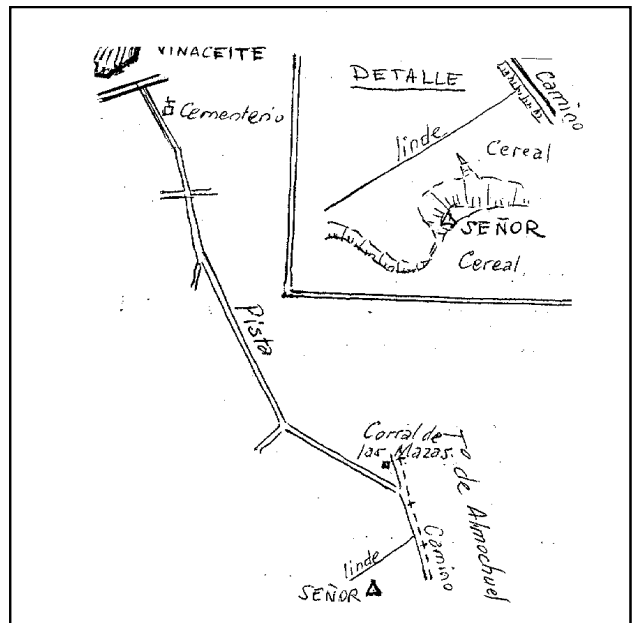 VINACEITE
Cementerio
DETALLE
Camino
linde
Cereal
SEÑOR
Cereal
Pista
Corral de
las Mazas.
Tº de Almochuel
Camino
linde
SEÑOR